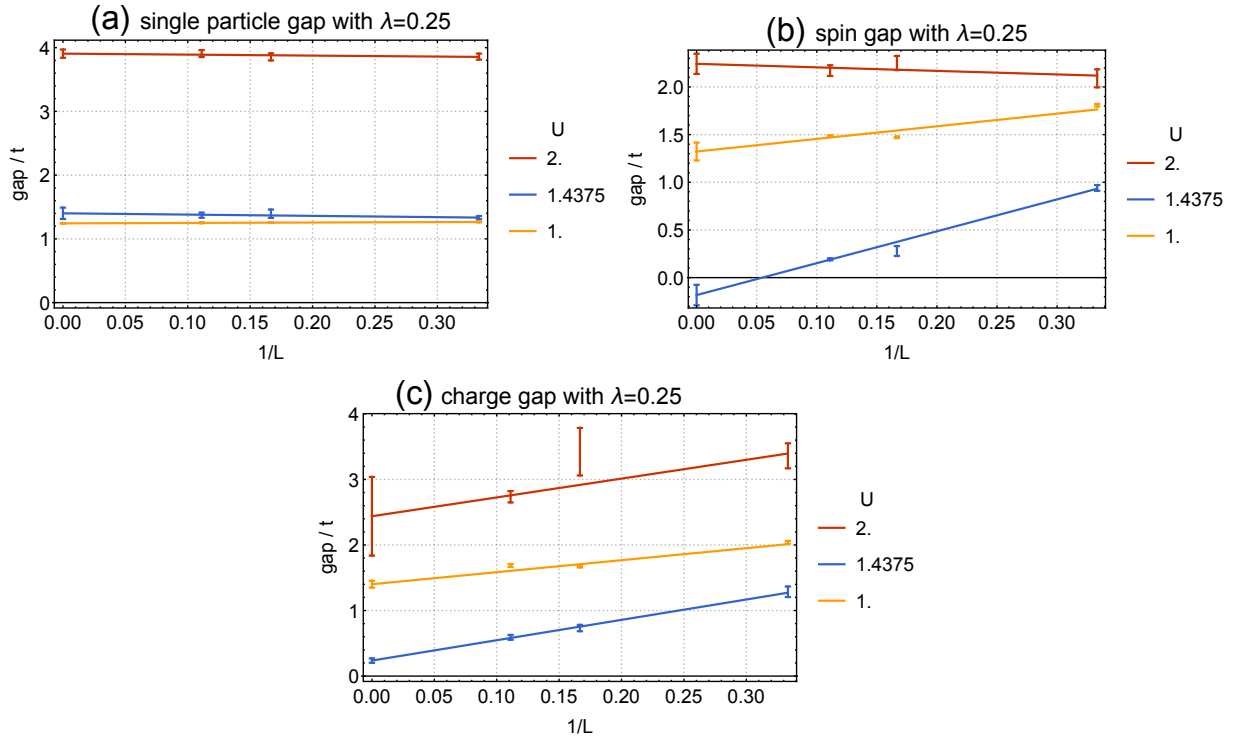 (a) single particle gap with λ=0.25
gap / t
4
3
2
1
0
0.00 0.05 0.10 0.15 0.20 0.25 0.30
1/L
U
2.
1.4375
1.
(b) spin gap with λ=0.25
gap / t
2.0
1.5
1.0
0.5
0.0
0.00 0.05 0.10 0.15 0.20 0.25 0.30
1/L
U
2.
1.4375
1.
(c) charge gap with λ=0.25
gap / t
4
3
2
1
0
0.00 0.05 0.10 0.15 0.20 0.25 0.30
1/L
U
2.
1.4375
1.